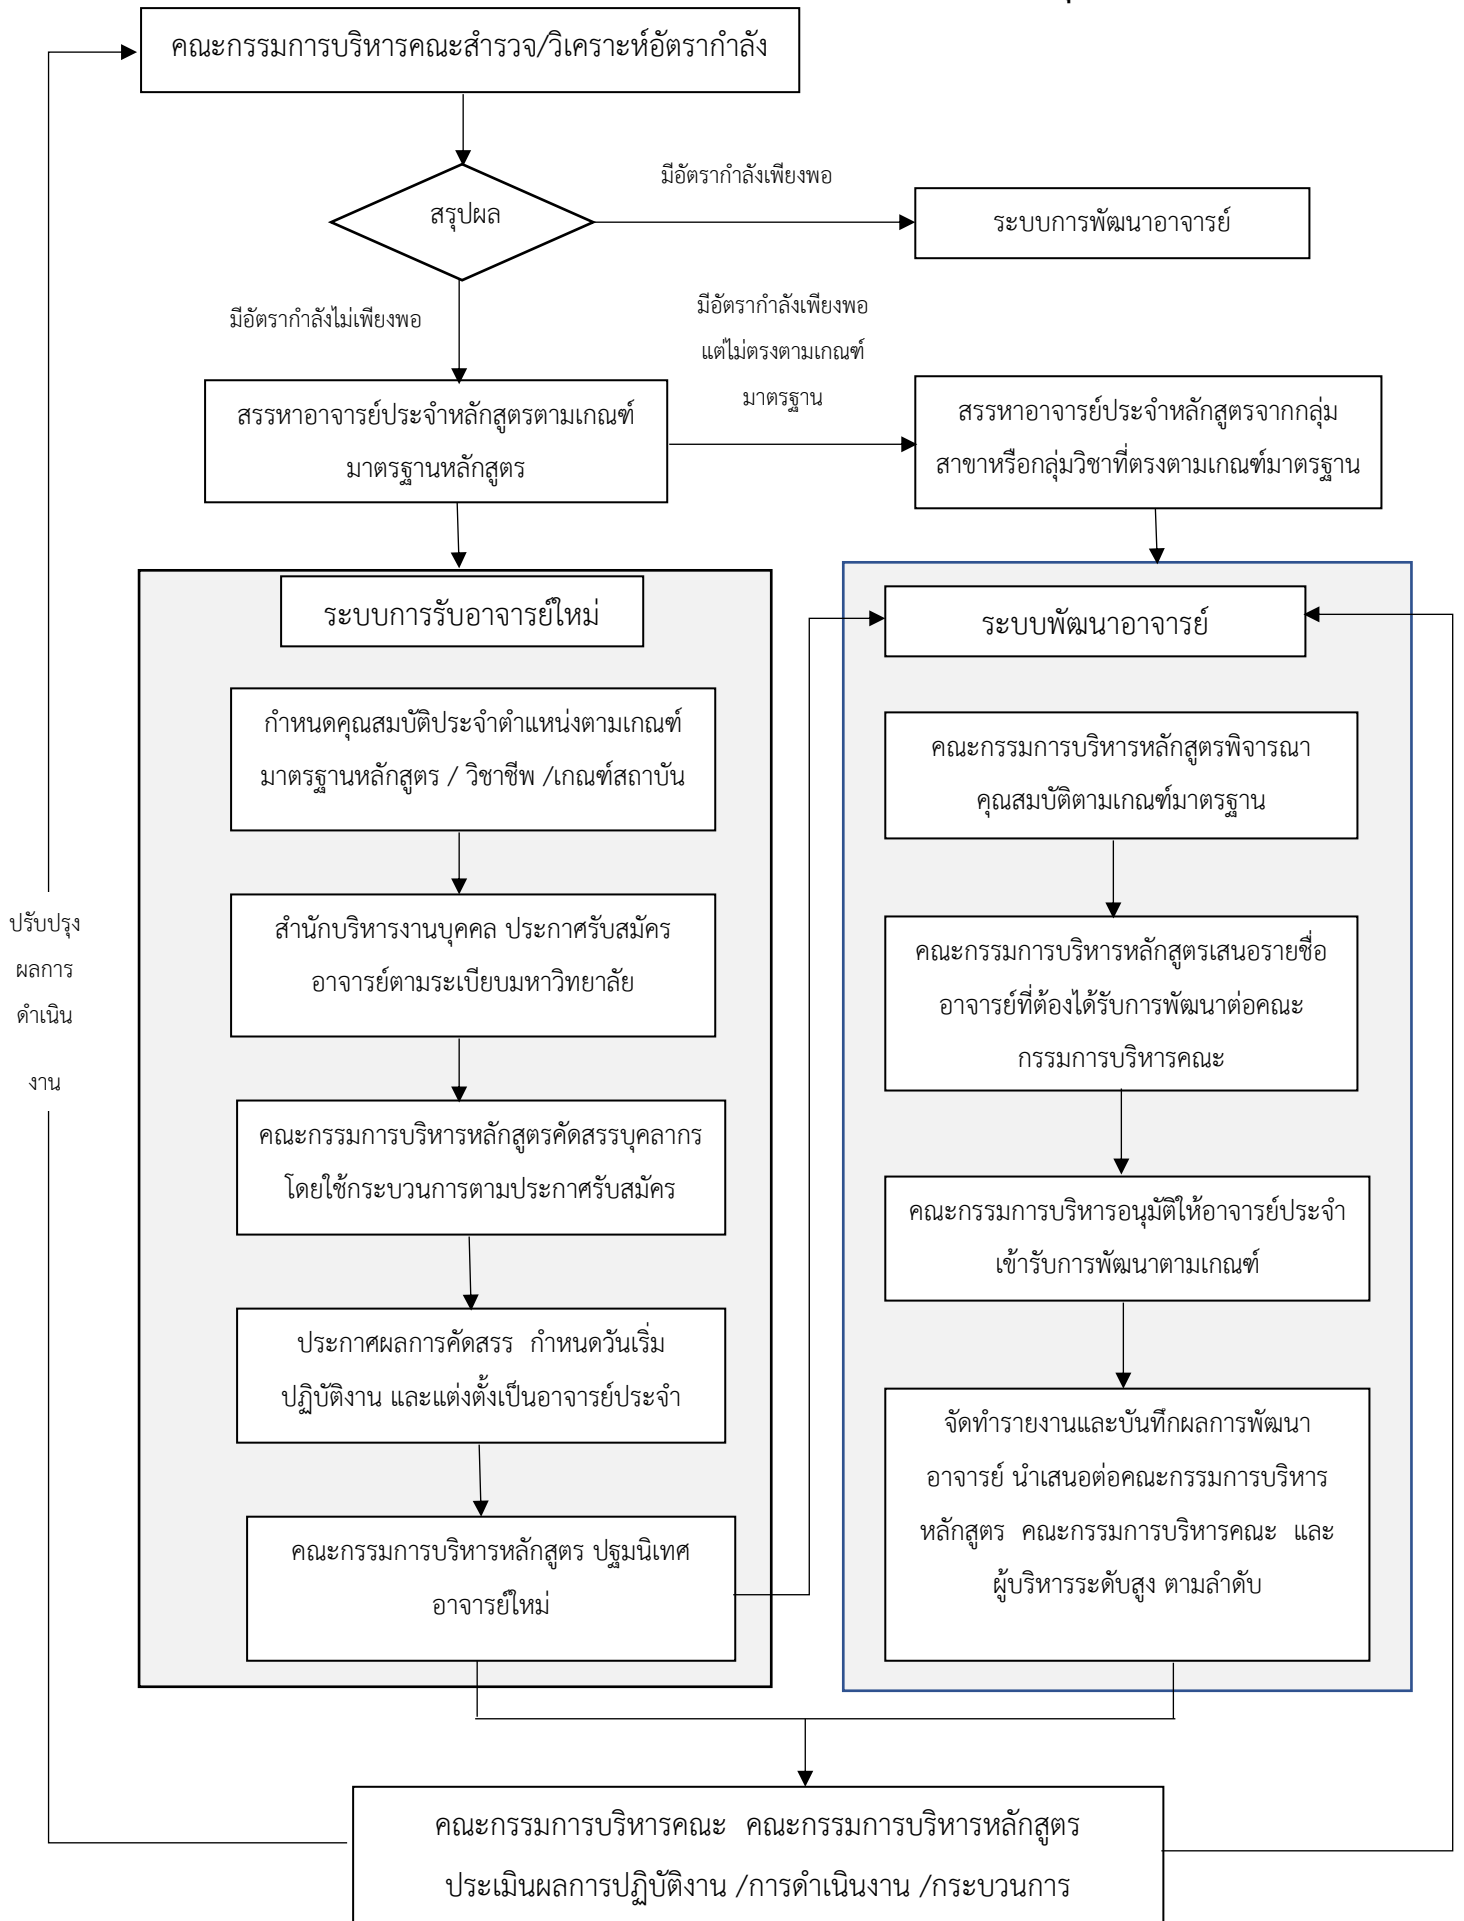 คณะกรรมการบริหารคณะสำรวจ/วิเคราะห์อัตรากำลัง
สรุปผล
มีอัตรากำลังเพียงพอ
ระบบการพัฒนาอาจารย์
มีอัตรากำลังไม่เพียงพอ
มีอัตรากำลังเพียงพอ
แต่ไม่ตรงตามเกณฑ์
มาตรฐาน
สรรหาอาจารย์ประจำหลักสูตรตามเกณฑ์
มาตรฐานหลักสูตร
สรรหาอาจารย์ประจำหลักสูตรจากกลุ่ม
สาขาหรือกลุ่มวิชาที่ตรงตามเกณฑ์มาตรฐาน
ระบบการรับอาจารย์ใหม่
กำหนดคุณสมบัติประจำตำแหน่งตามเกณฑ์
มาตรฐานหลักสูตร / วิชาชีพ /เกณฑ์สถาบัน
สำนักบริหารงานบุคคล ประกาศรับสมัคร
อาจารย์ตามระเบียบมหาวิทยาลัย
คณะกรรมการบริหารหลักสูตรคัดสรรบุคลากร
โดยใช้กระบวนการตามประกาศรับสมัคร
ประกาศผลการคัดสรร กำหนดวันเริ่ม
ปฏิบัติงาน และแต่งตั้งเป็นอาจารย์ประจำ
คณะกรรมการบริหารหลักสูตร ปฐมนิเทศ
อาจารย์ใหม่
ระบบพัฒนาอาจารย์
คณะกรรมการบริหารหลักสูตรพิจารณา
คุณสมบัติตามเกณฑ์มาตรฐาน
คณะกรรมการบริหารหลักสูตรเสนอรายชื่อ
อาจารย์ที่ต้องได้รับการพัฒนาต่อคณะ
กรรมการบริหารคณะ
คณะกรรมการบริหารอนุมัติให้อาจารย์ประจำ
เข้ารับการพัฒนาตามเกณฑ์
จัดทำรายงานและบันทึกผลการพัฒนา
อาจารย์ นำเสนอต่อคณะกรรมการบริหาร
หลักสูตร คณะกรรมการบริหารคณะ และ
ผู้บริหารระดับสูง ตามลำดับ
ปรับปรุง
ผลการ
ดำเนิน
งาน
คณะกรรมการบริหารคณะ คณะกรรมการบริหารหลักสูตร
ประเมินผลการปฏิบัติงาน /การดำเนินงาน /กระบวนการ